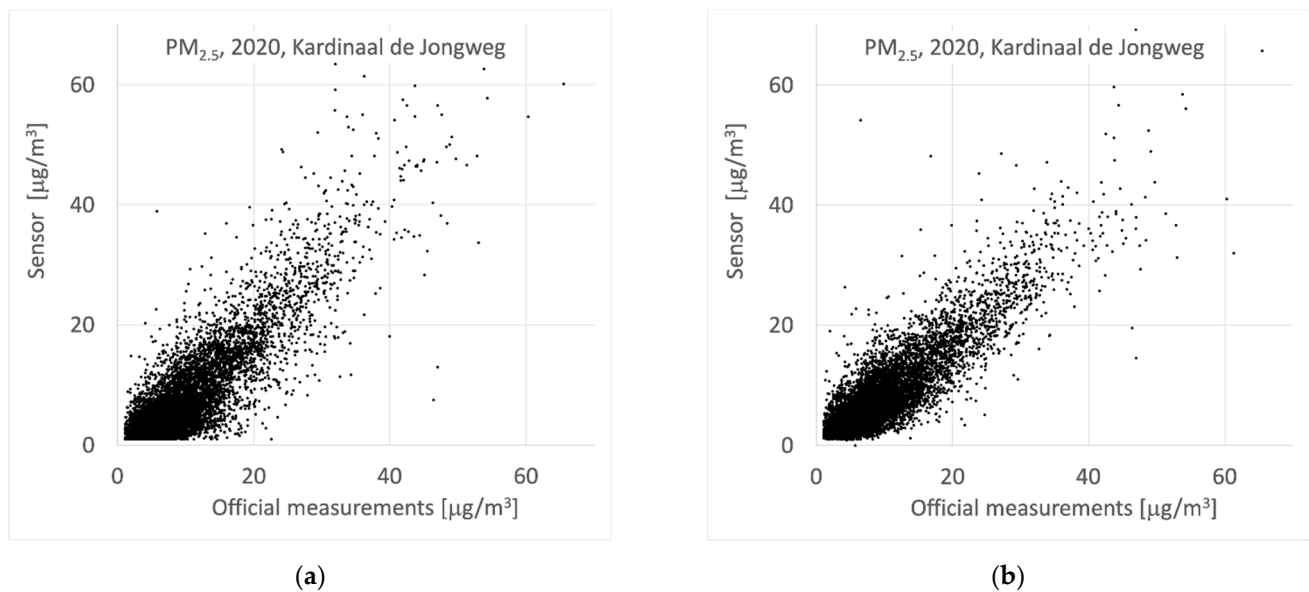 PM2.5, 2020, Kardinaal de Jongweg
60
40
20
0
Sensor [µg/m³]
0 20 40 60
Official measurements [µg/m³]
(a)
PM2.5, 2020, Kardinaal de Jongweg
60
40
20
0
Sensor [µg/m³]
0 20 40 60
Official measurements [µg/m³]
(b)